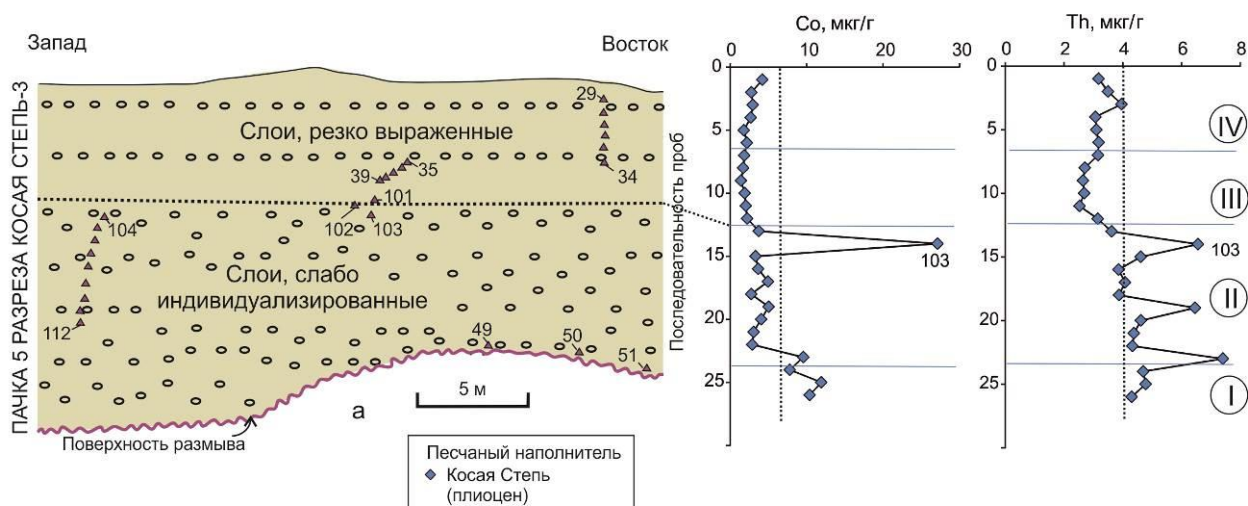 Запад
Восток
ПАЧКА 5 РАЗРЕЗА КОСАЯ СТЕПЬ-3
29
Слои, резко выраженные
39
35
34
101
102
103
104
Слои, слабо
индивидуализированные
112
49
50
51
а
5 м
Поверхность размыва
Песчаный наполнитель
Косая Степь
(плиоцен)
Co, мкг/г
0 10 20 30
Последовательность проб
0
5
10
15
20
25
103
Th, мкг/г
0 2 4 6 8
0
5
10
15
20
25
103
IV
III
II
I